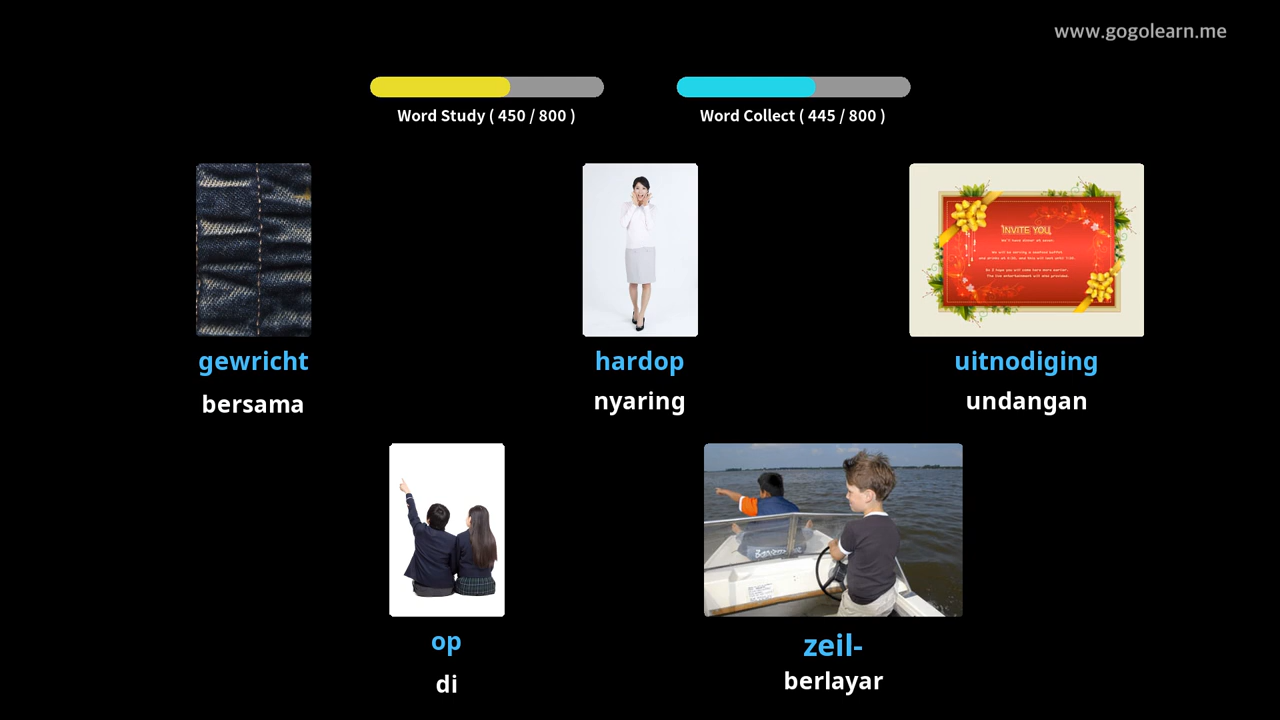 www.gogolearn.me
Word Study ( 450 / 800 )
Word Collect ( 445 / 800 )
INVITE YOU
gewricht
bersama
hardop
nyaring
uitnodiging
undangan
op
di
zeil-
berlayar